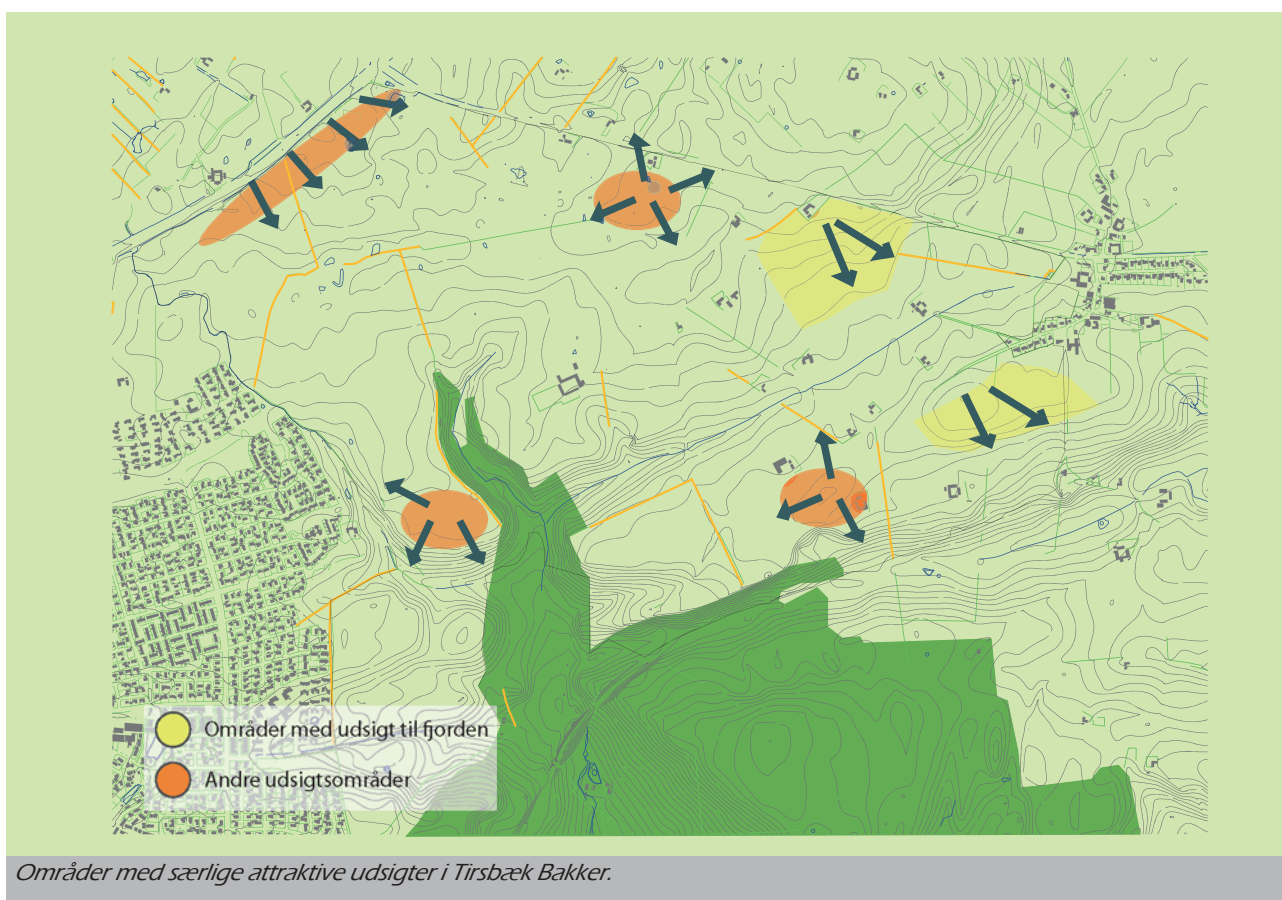 Områder med udsigt til fjorden
Andre udsigtsområder
Områder med særlige attraktive udsigter i Tirsbæk Bakker.